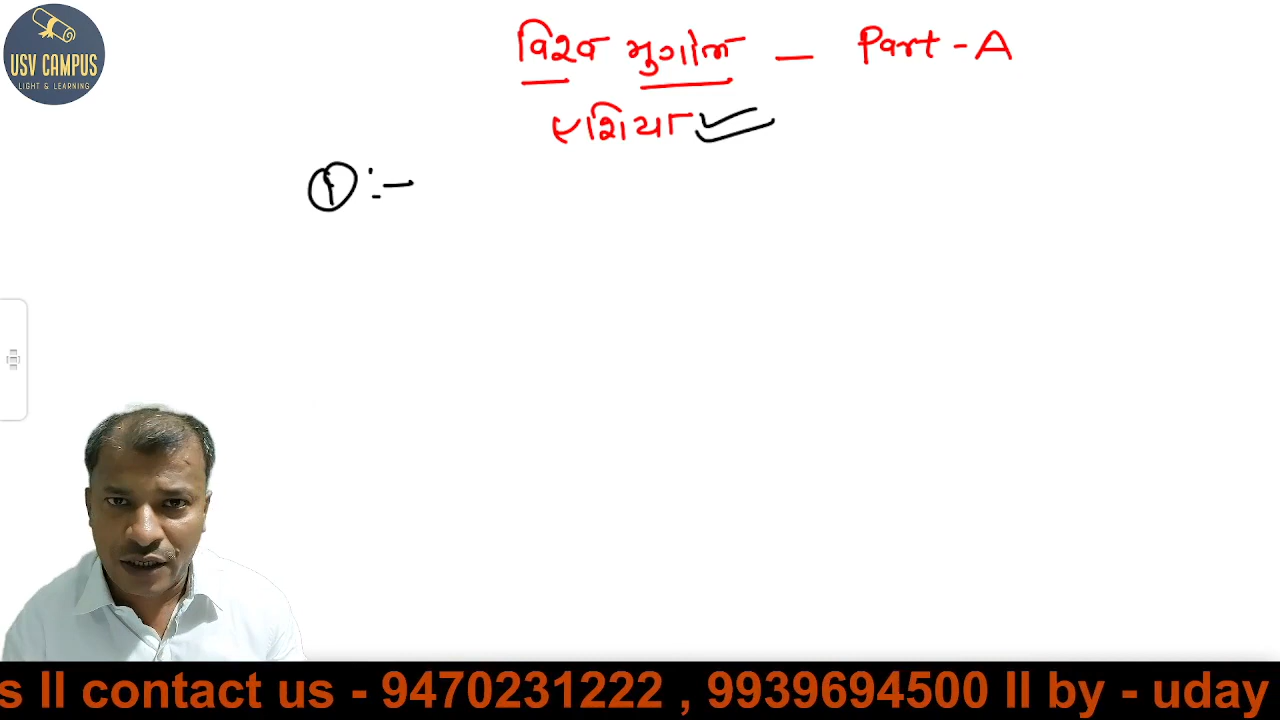 USV CAMPUS
LIGHT & LEARNING
विश्व भुगोल – Part - A
एशिया
① :-
s ll contact us - 9470231222 , 9939694500 ll by - uday